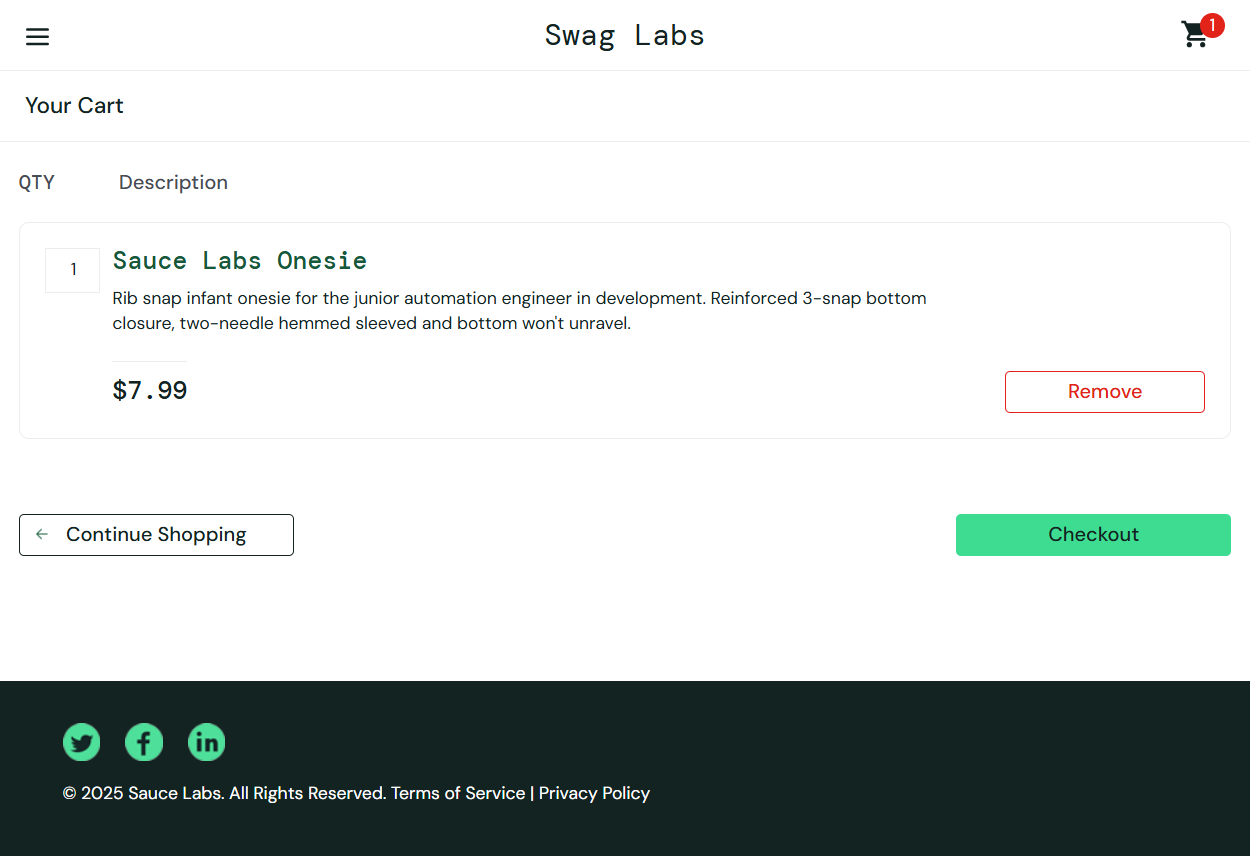 Swag Labs
1
Your Cart
QTY Description
1
Sauce Labs Onesie
Rib snap infant onesie for the junior automation engineer in development. Reinforced 3-snap bottom
closure, two-needle hemmed sleeved and bottom won't unravel.
$7.99
Remove
Continue Shopping
Checkout
© 2025 Sauce Labs. All Rights Reserved. Terms of Service | Privacy Policy